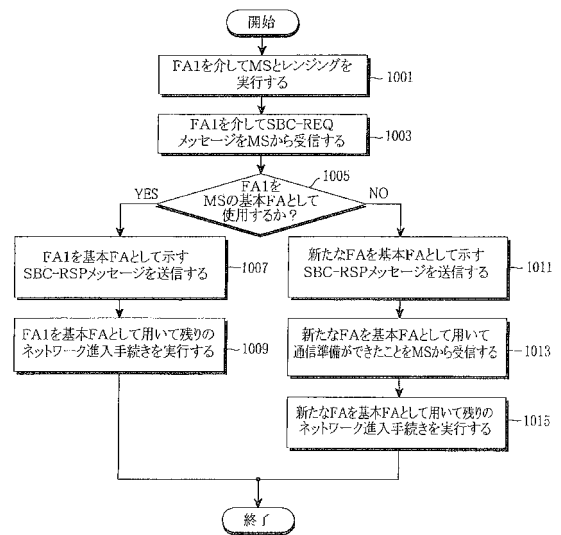 開始
FA1を介してMSとレンジングを
実行する
1001
FA1を介してSBC-REQ
メッセージをMSから受信する
1003
1005
FA1を
MSの基本FAとして
使用するか？
YES
NO
FA1を基本FAとして示す
SBC-RSPメッセージを送信する
1007
新たなFAを基本FAとして示す
SBC-RSPメッセージを送信する
1011
FA1を基本FAとして用いて残りの
ネットワーク進入手続きを実行する
1009
新たなFAを基本FAとして用いて
通信準備ができたことをMSから受信する
1013
新たなFAを基本FAとして用いて残りの
ネットワーク進入手続きを実行する
1015
終了